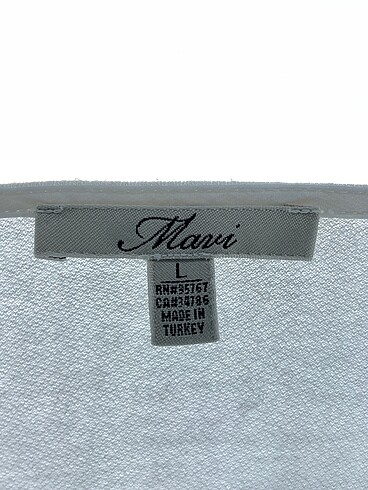 Mavi
L
RN#95767
CA#34786
MADE IN
TURKEY